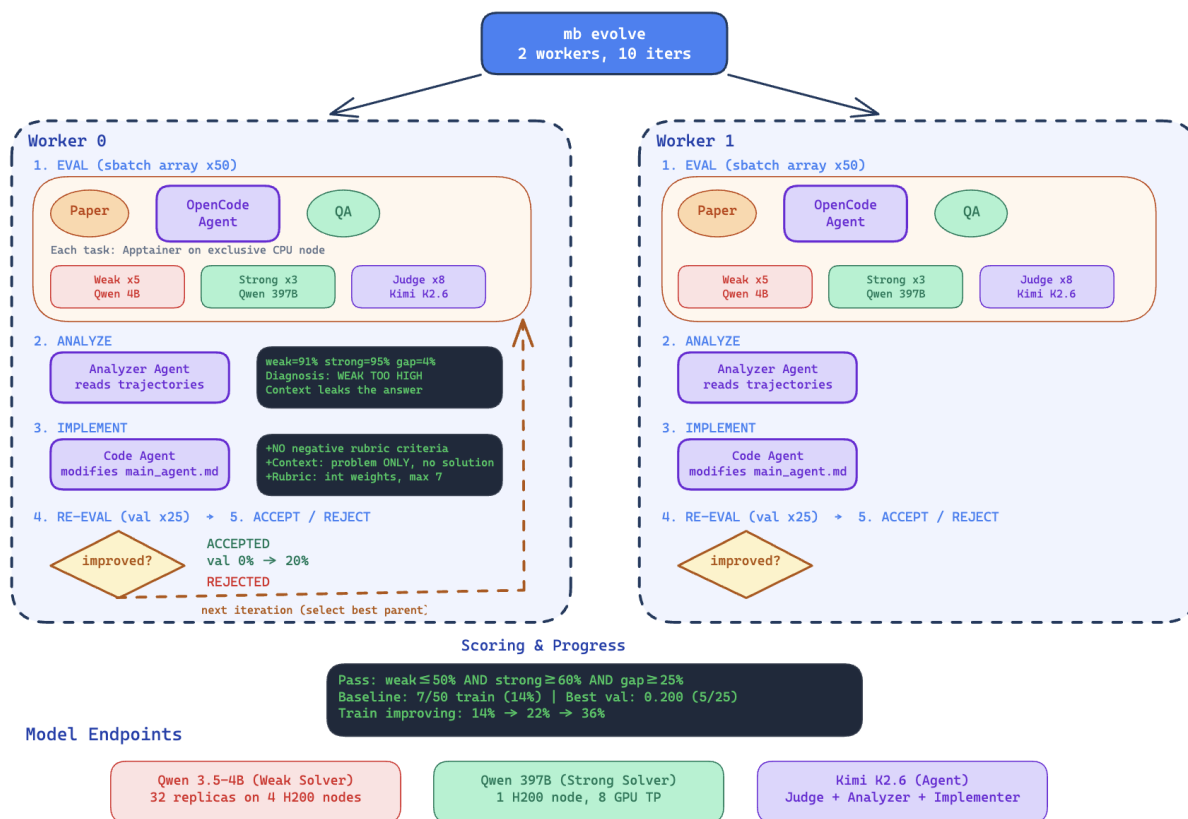 mb evolve
2 workers, 10 iters
Worker 0
1. EVAL (sbatch array x50)
Paper
OpenCode
Agent
QA
Each task: Apptainer on exclusive CPU node
Weak x5
Qwen 4B
Strong x3
Qwen 397B
Judge x8
Kimi K2.6
2. ANALYZE
Analyzer Agent
reads trajectories
weak=91% strong=95% gap=4%
Diagnosis: WEAK TOO HIGH
Context leaks the answer
3. IMPLEMENT
Code Agent
modifies main_agent.md
+NO negative rubric criteria
+Context: problem ONLY, no solution
+Rubric: int weights, max 7
4. RE-EVAL (val x25) → 5. ACCEPT / REJECT
improved?
ACCEPTED
val 0% → 20%
REJECTED
next iteration (select best parent)
Worker 1
1. EVAL (sbatch array x50)
Paper
OpenCode
Agent
QA
Weak x5
Qwen 4B
Strong x3
Qwen 397B
Judge x8
Kimi K2.6
2. ANALYZE
Analyzer Agent
reads trajectories
3. IMPLEMENT
Code Agent
modifies main_agent.md
4. RE-EVAL (val x25) → 5. ACCEPT / REJECT
improved?
Scoring & Progress
Pass: weak≤50% AND strong≥60% AND gap≥25%
Baseline: 7/50 train (14%) | Best val: 0.200 (5/25)
Train improving: 14% → 22% → 36%
Model Endpoints
Qwen 3.5-4B (Weak Solver)
32 replicas on 4 H200 nodes
Qwen 397B (Strong Solver)
1 H200 node, 8 GPU TP
Kimi K2.6 (Agent)
Judge + Analyzer + Implementer